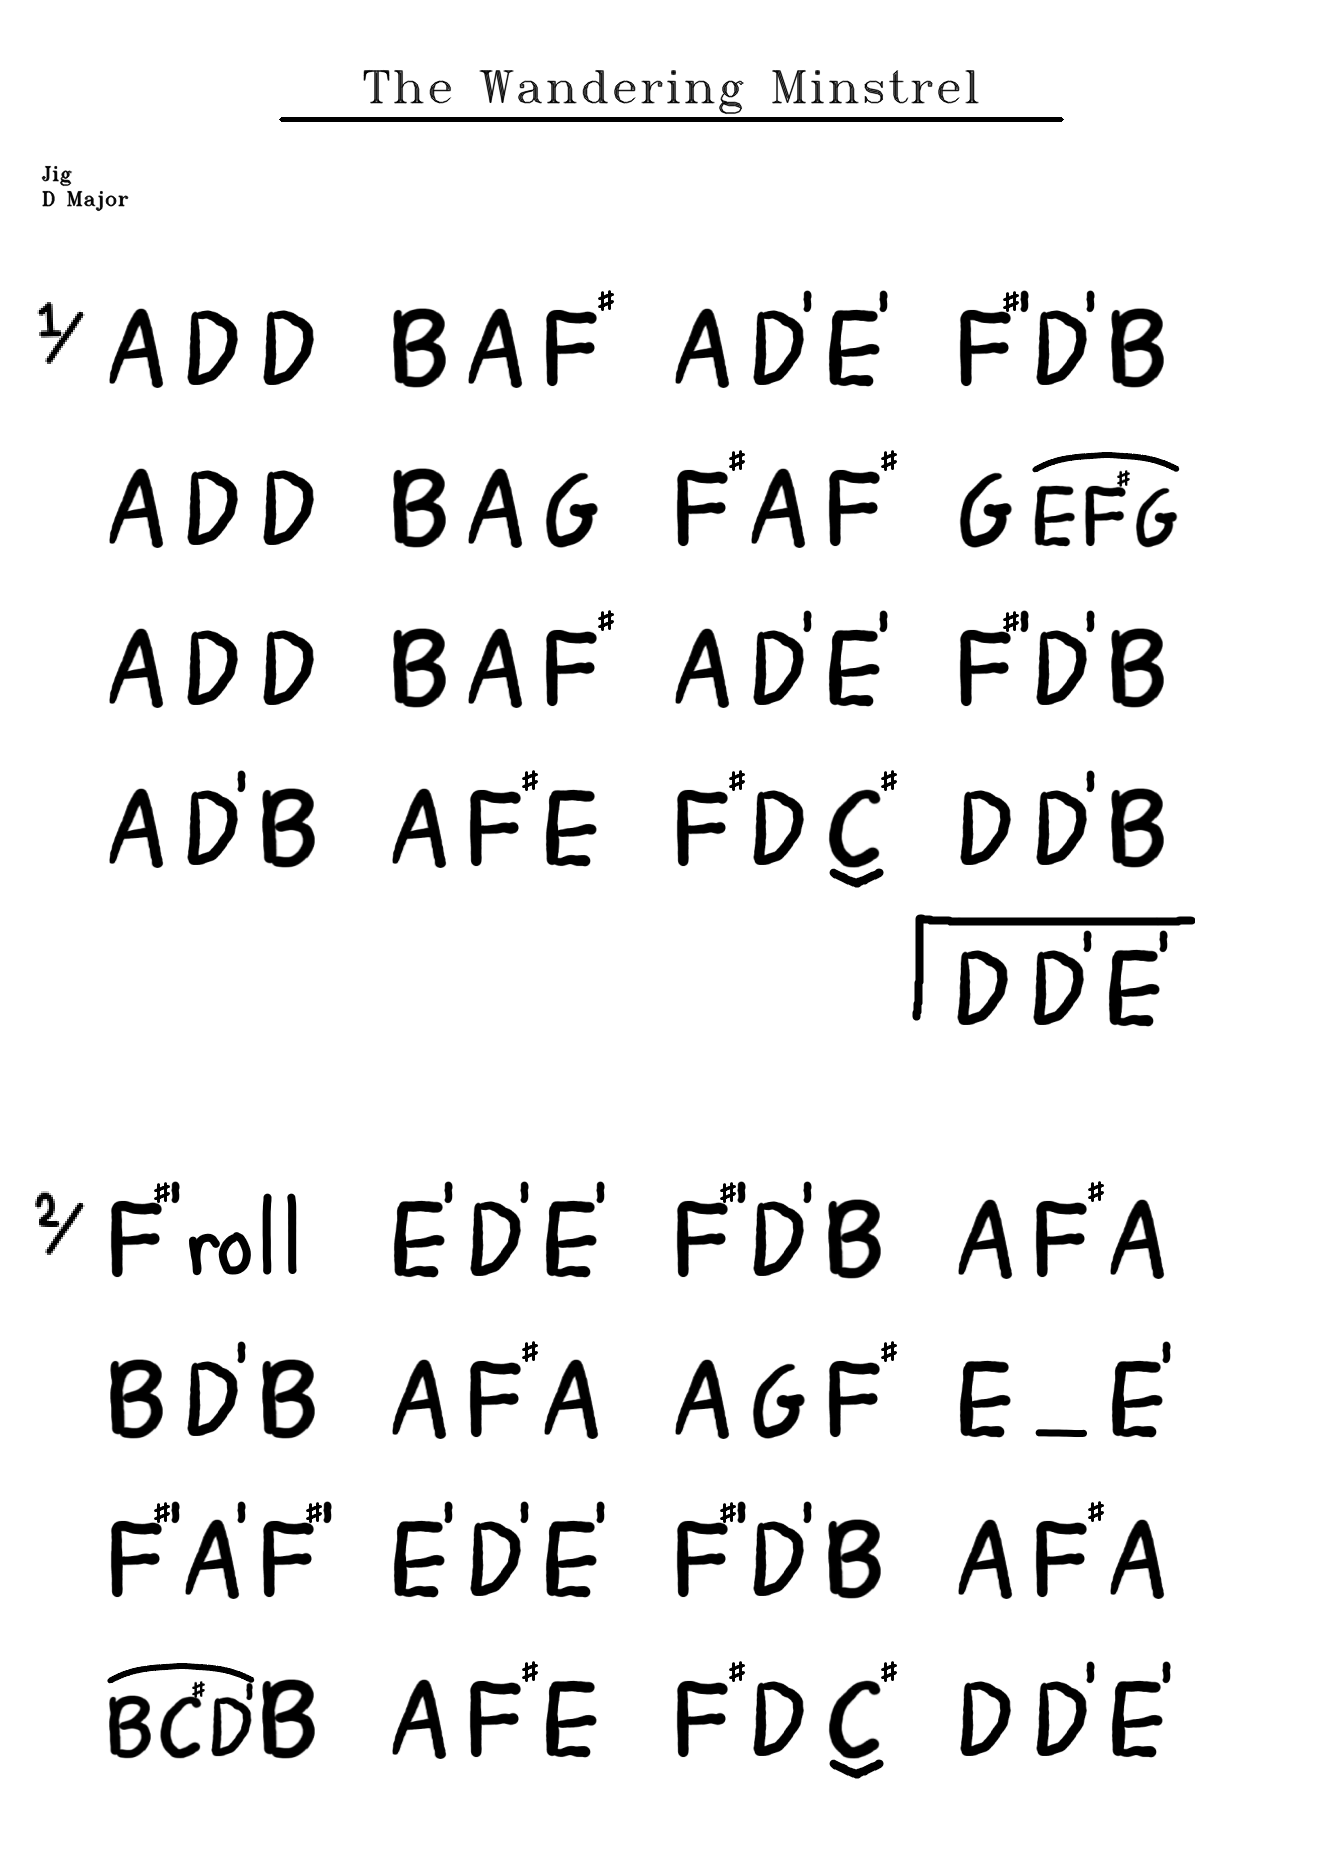 The Wandering Minstrel
Jig
D Major
1/ ADD BAF♯ AD'E' F♯'D'B
ADD BAG F♯AF♯ GEF♯G
ADD BAF♯ AD'E' F♯'D'B
AD'B AF♯E F♯DC♯ DD'B
DD'E'
2/ F♯'roll E'D'E' F♯'D'B AF♯A
BD'B AF♯A AGF♯ E_E'
F♯'A'F♯' E'D'E' F♯'D'B AF♯A
BC♯D'B AF♯E F♯DC♯ DD'E'